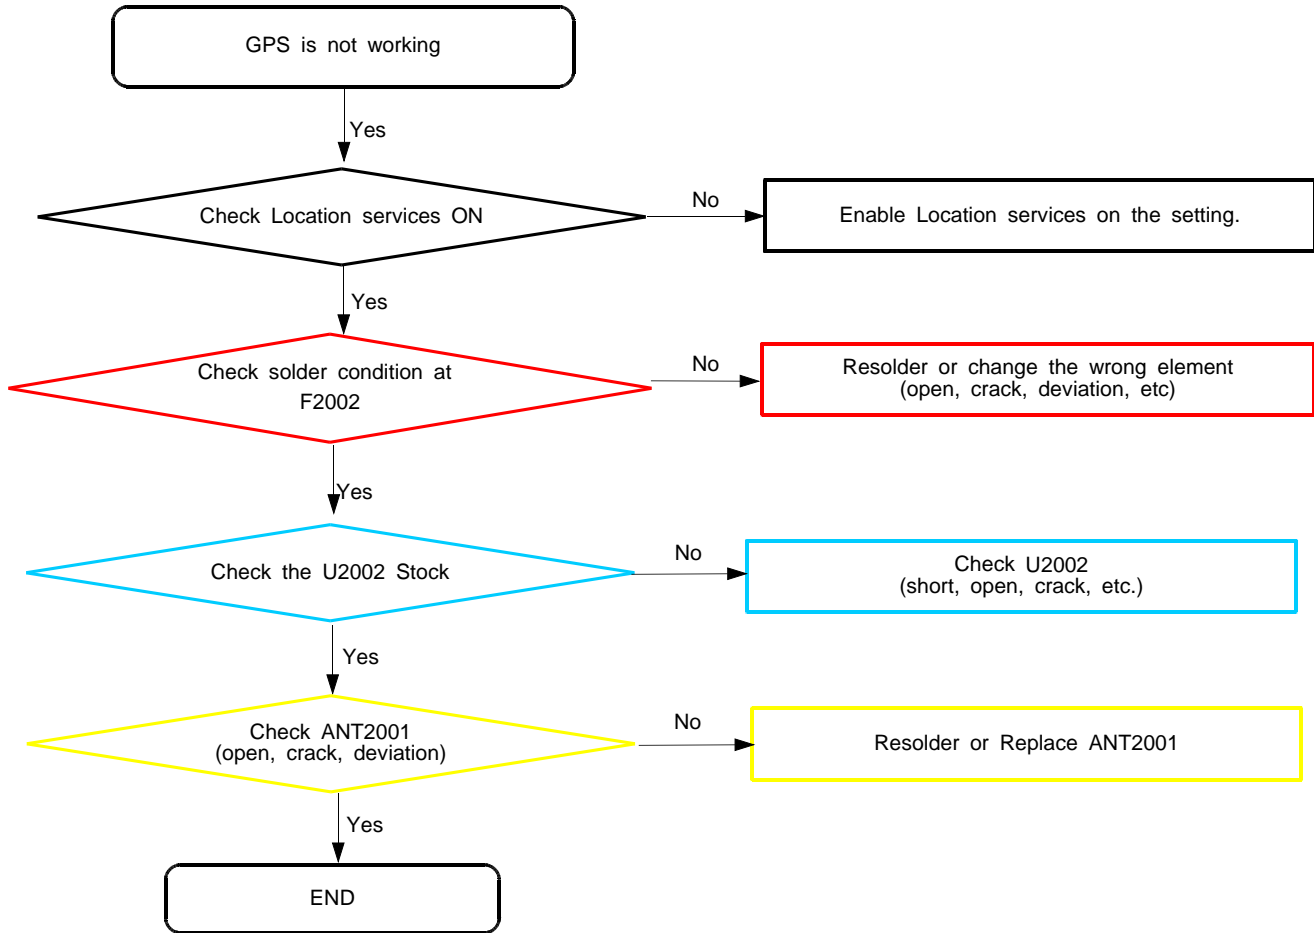 GPS is not working
Yes
Check Location services ON
No
Enable Location services on the setting.
Yes
Check solder condition at
F2002
No
Resolder or change the wrong element
(open, crack, deviation, etc)
Yes
Check the U2002 Stock
No
Check U2002
(short, open, crack, etc.)
Yes
Check ANT2001
(open, crack, deviation)
No
Resolder or Replace ANT2001
Yes
END